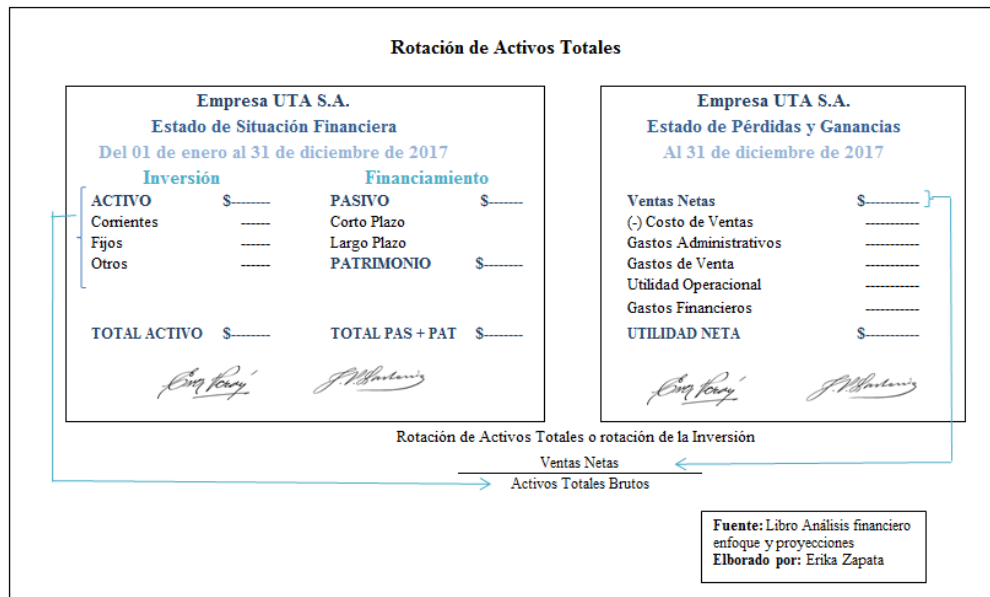 Rotación de Activos Totales
Empresa UTA S.A.
Estado de Situación Financiera
Del 01 de enero al 31 de diciembre de 2017
Inversión Financiamiento
ACTIVO $-------- PASIVO $-------
Corrientes ------ Corto Plazo
Fijos ------ Largo Plazo
Otros ------ PATRIMONIO $--------
TOTAL ACTIVO $-------- TOTAL PAS + PAT $--------
Empresa UTA S.A.
Estado de Pérdidas y Ganancias
Al 31 de diciembre de 2017
Ventas Netas $-----------
(-) Costo de Ventas -----------
Gastos Administrativos -----------
Gastos de Venta -----------
Utilidad Operacional -----------
Gastos Financieros -----------
UTILIDAD NETA $-----------
Rotación de Activos Totales o rotación de la Inversión
Ventas Netas
Activos Totales Brutos
Fuente: Libro Análisis financiero
enfoque y proyecciones
Elborado por: Erika Zapata